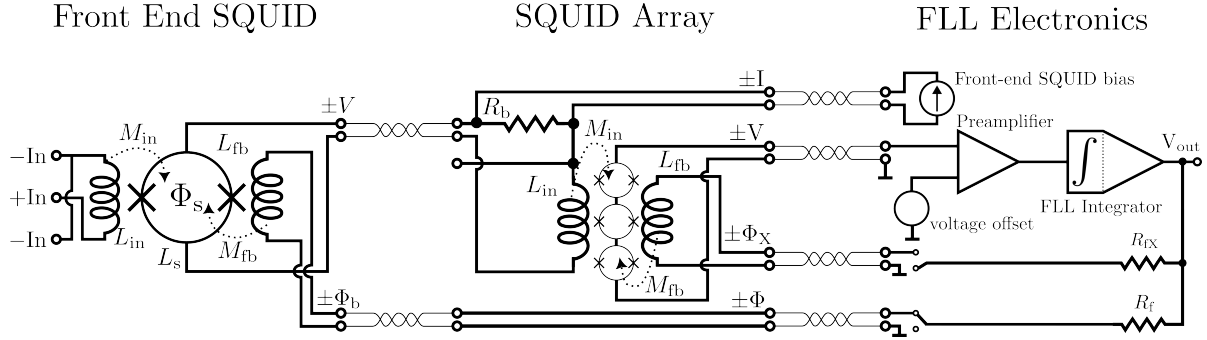 Front End SQUID
SQUID Array
FLL Electronics
±I
Front-end SQUID bias
±V
R_b
M_in
±V
Preamplifier
M_in
L_fb
L_fb
V_out
−In
+In
−In
Φ_s
L_in
∫
FLL Integrator
voltage offset
L_in
M_fb
L_s
±Φ_X
R_fX
M_fb
±Φ_b
±Φ
R_f